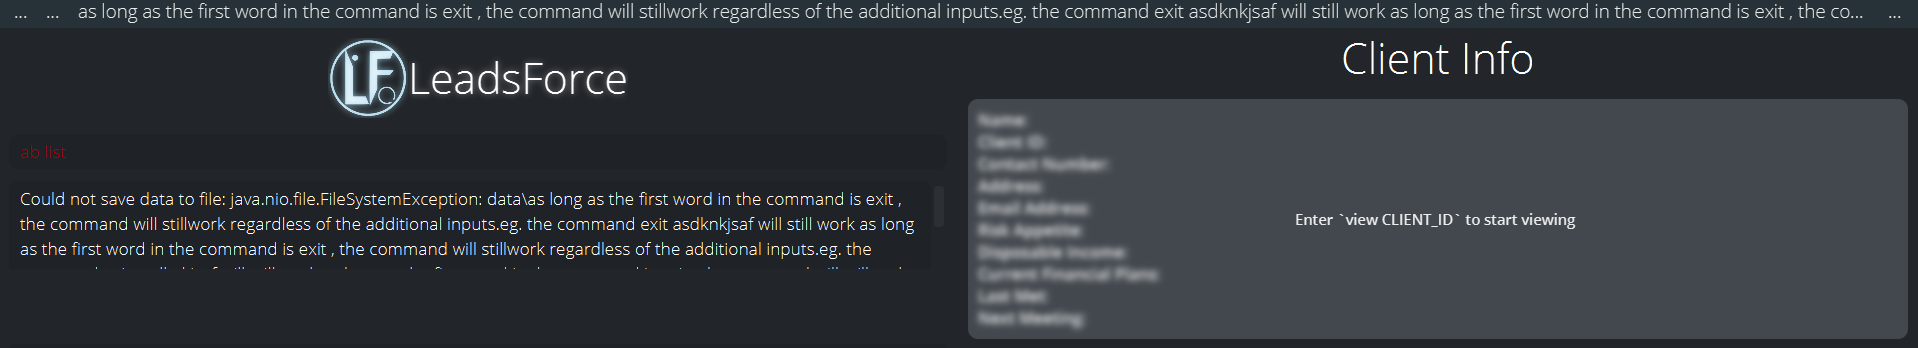 ... ... as long as the first word in the command is exit , the command will stillwork regardless of the additional inputs.eg. the command exit asdknkjsaf will still work as long as the first word in the command is exit , the co... ...
LF
LeadsForce
ab list
Could not save data to file: java.nio.file.FileSystemException: data\as long as the first word in the command is exit ,
the command will stillwork regardless of the additional inputs.eg. the command exit asdknkjsaf will still work as long
as the first word in the command is exit , the command will stillwork regardless of the additional inputs.eg. the
Client Info
Name:
Client ID:
Contact Number:
Address:
Email Address:
Risk Appetite:
Disposable Income:
Current Financial Plans:
Last Met:
Next Meeting:
Enter `view CLIENT_ID` to start viewing